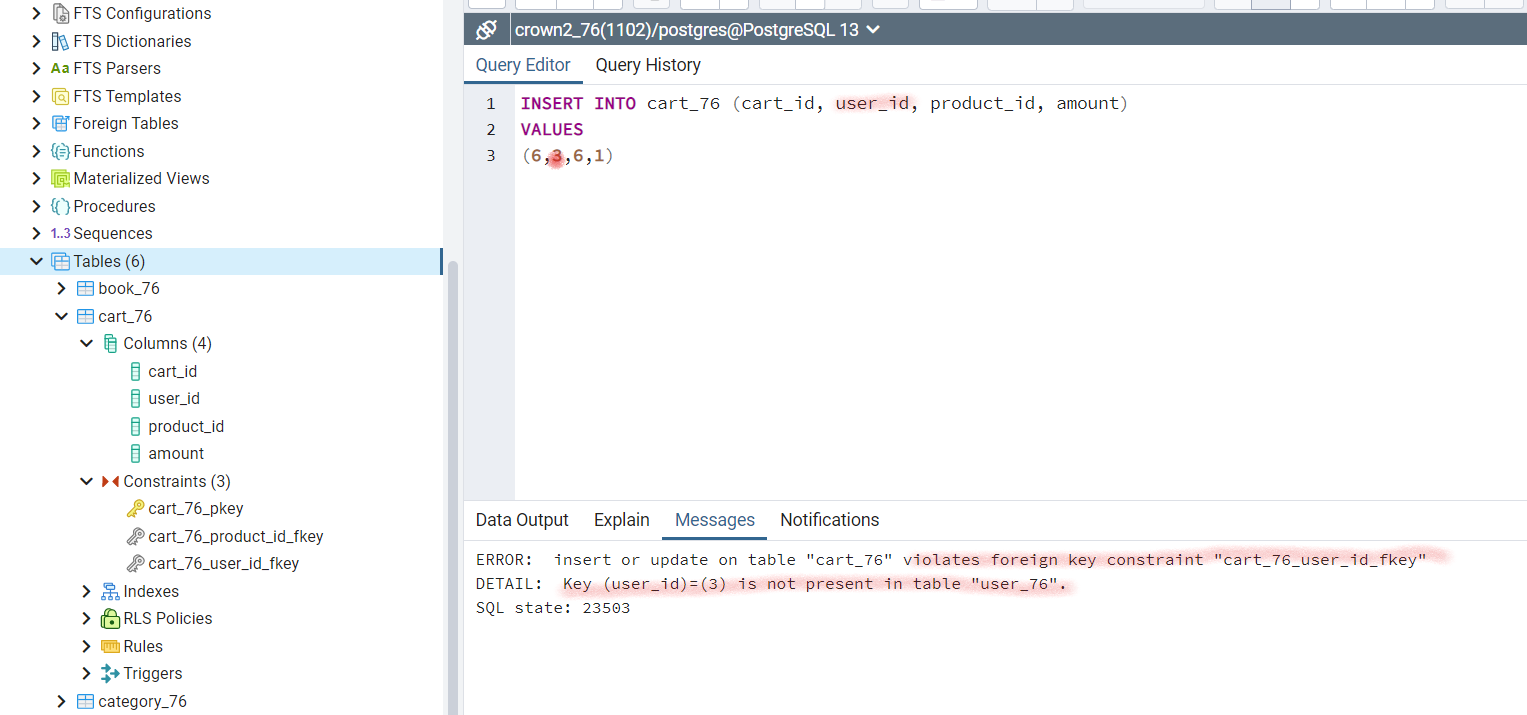 FTS Configurations
FTS Dictionaries
Aa FTS Parsers
FTS Templates
Foreign Tables
Functions
Materialized Views
Procedures
1..3 Sequences
Tables (6)
book_76
cart_76
Columns (4)
cart_id
user_id
product_id
amount
Constraints (3)
cart_76_pkey
cart_76_product_id_fkey
cart_76_user_id_fkey
Indexes
RLS Policies
Rules
Triggers
category_76
crown2_76(1102)/postgres@PostgreSQL 13
Query Editor Query History
1 INSERT INTO cart_76 (cart_id, user_id, product_id, amount)
2 VALUES
3 (6,3,6,1)
Data Output Explain Messages Notifications
ERROR:  insert or update on table "cart_76" violates foreign key constraint "cart_76_user_id_fkey"
DETAIL:  Key (user_id)=(3) is not present in table "user_76".
SQL state: 23503